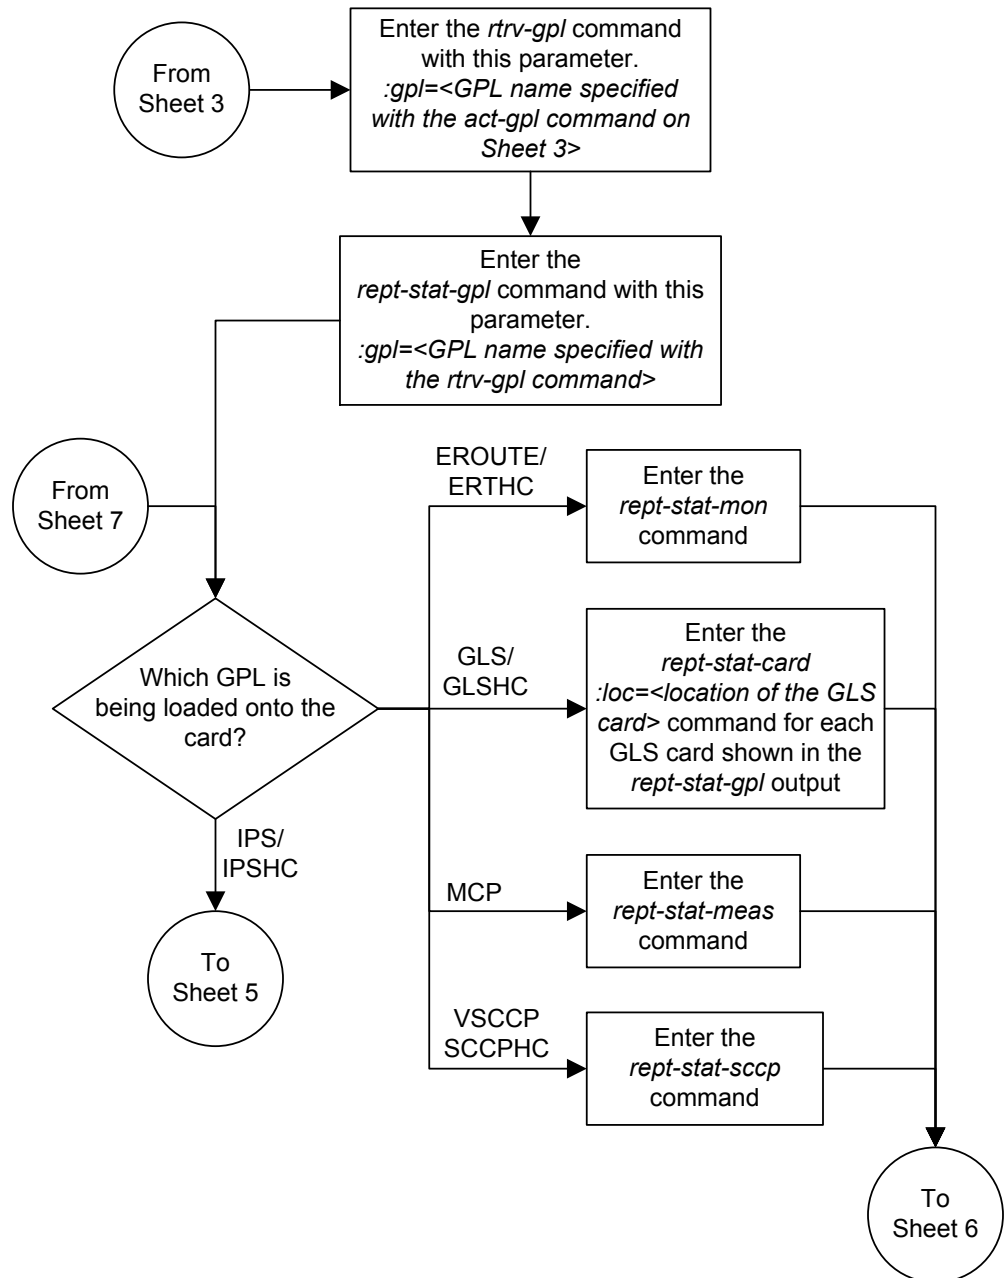 From
Sheet 3
Enter the rtrv-gpl command
with this parameter.
:gpl=<GPL name specified
with the act-gpl command on
Sheet 3>
Enter the
rept-stat-gpl command with this
parameter.
:gpl=<GPL name specified with
the rtrv-gpl command>
From
Sheet 7
Which GPL is
being loaded onto the
card?
EROUTE/
ERTHC
Enter the
rept-stat-mon
command
GLS/
GLSHC
Enter the
rept-stat-card
:loc=<location of the GLS
card> command for each
GLS card shown in the
rept-stat-gpl output
IPS/
IPSHC
To
Sheet 5
MCP
Enter the
rept-stat-meas
command
VSCCP
SCCPHC
Enter the
rept-stat-sccp
command
To
Sheet 6